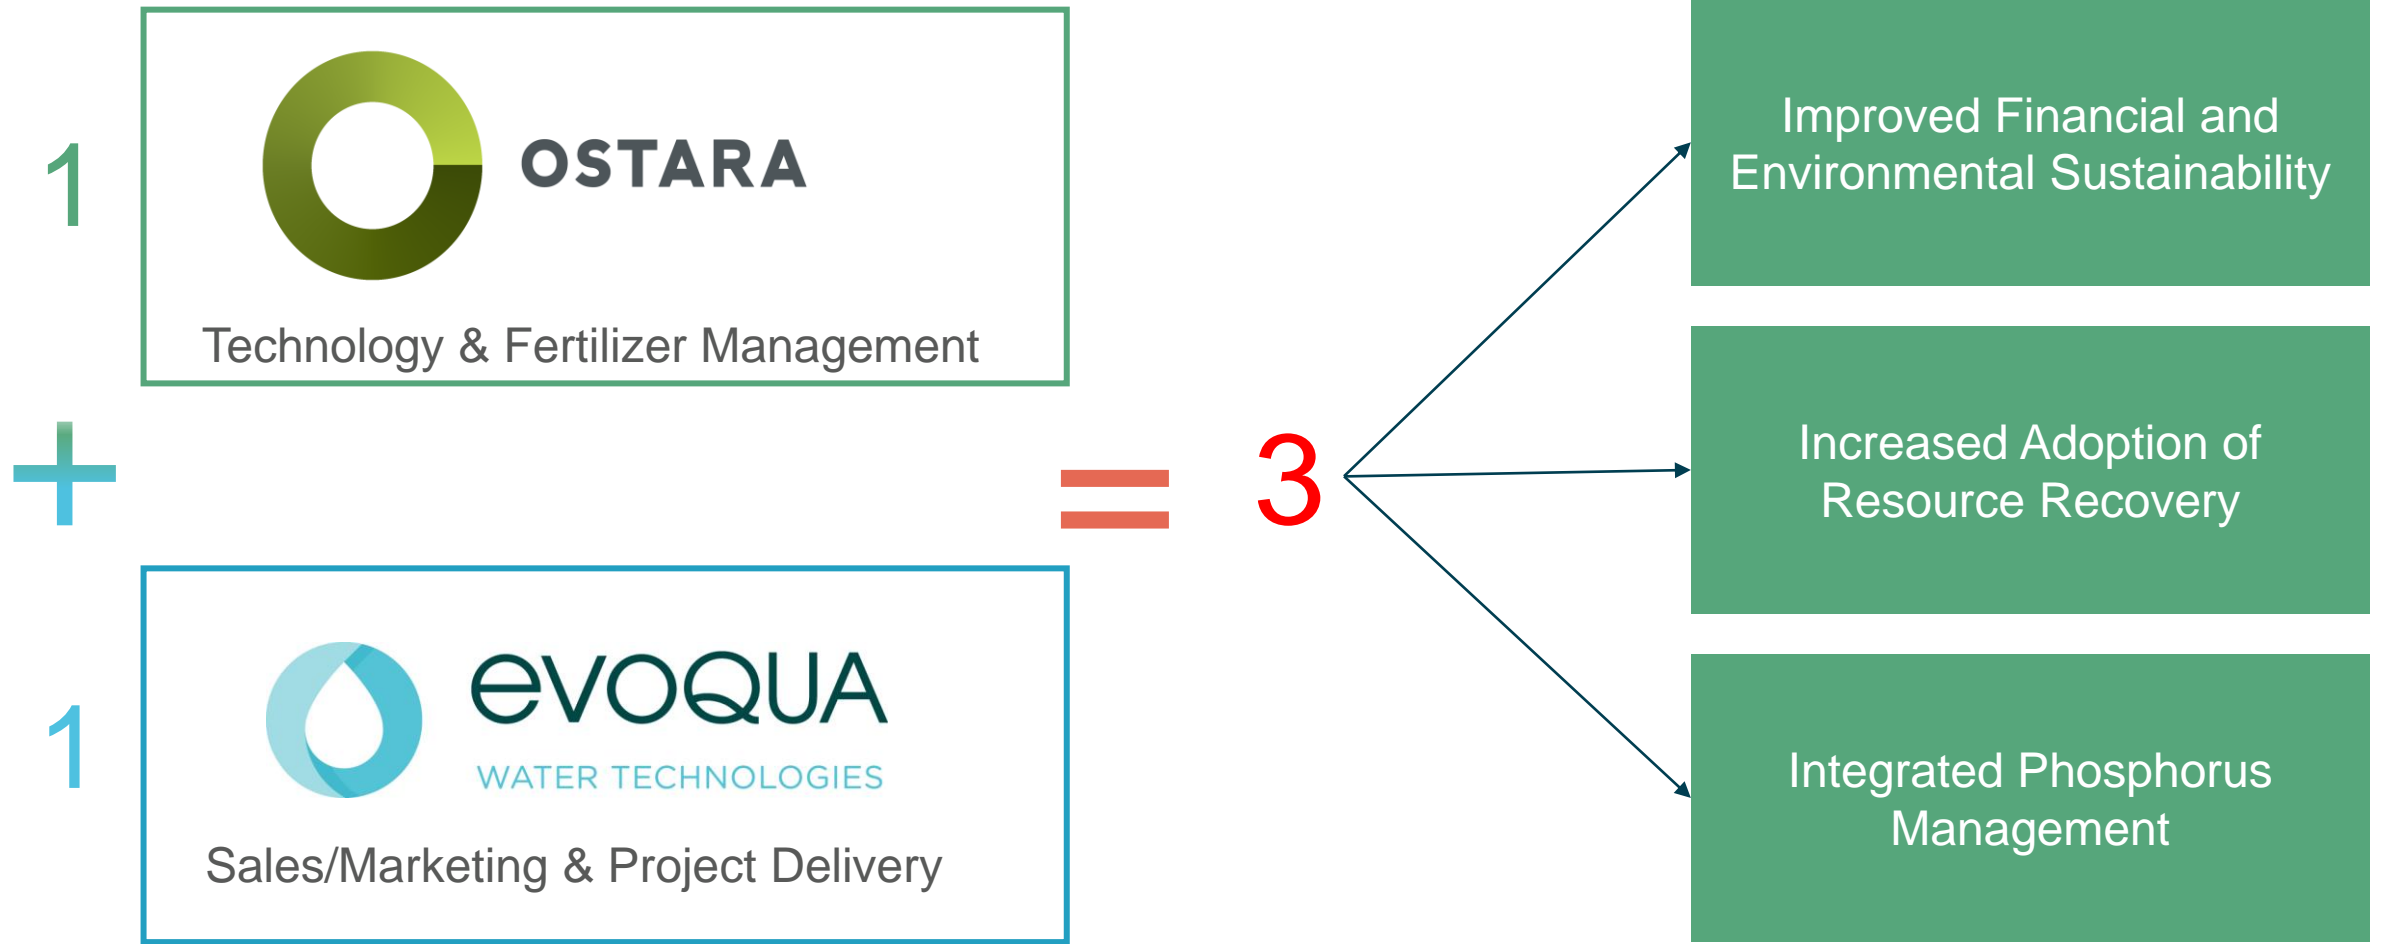 1
OSTARA
Technology & Fertilizer Management
+
1
evoQUA
WATER TECHNOLOGIES
Sales/Marketing & Project Delivery
= 3
Improved Financial and
Environmental Sustainability
Increased Adoption of
Resource Recovery
Integrated Phosphorus
Management